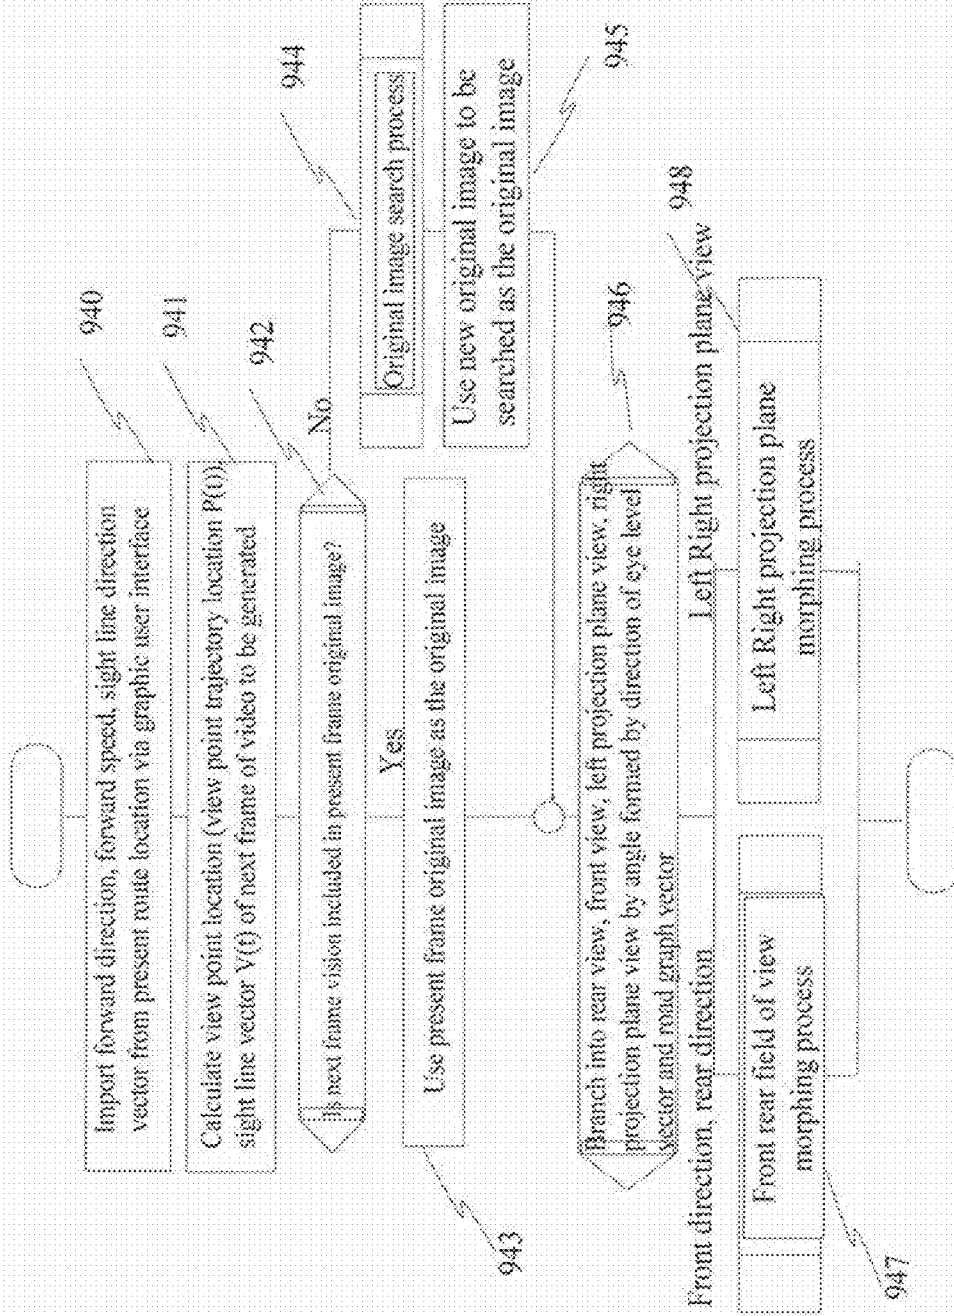 940
Import forward direction, forward speed, sight line direction
vector from present route location via graphic user interface
941
Calculate view point location (view point trajectory location P(t)),
sight line vector V(t) of next frame of video to be generated
942
Is next frame vision included in present frame original image?
No
Yes
944
Original image search process
943
Use present frame original image as the original image
Use new original image to be
searched as the original image
945
946
Branch into rear view, front view, left projection plane view, right
projection plane view by angle formed by direction of eye level
vector and road graph vector
Front direction, rear direction
Left Right projection plane view
948
Front rear field of view
morphing process
947
Left Right projection plane
morphing process